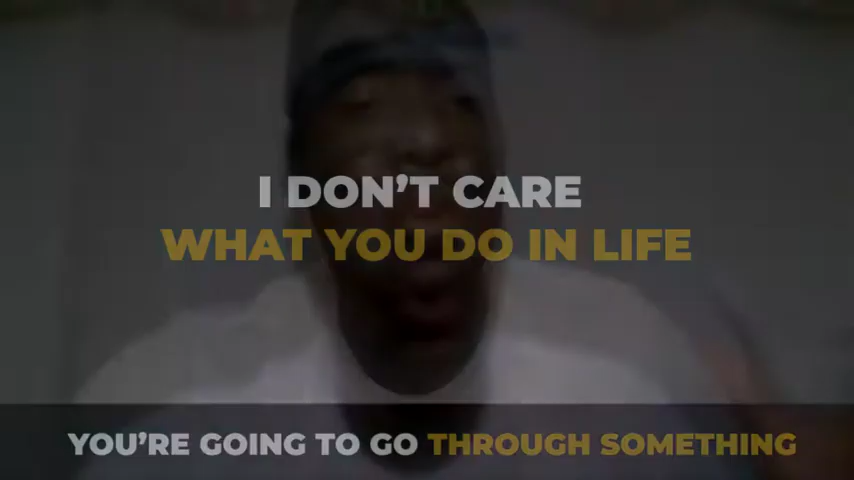 I DON’T CARE
WHAT YOU DO IN LIFE
YOU’RE GOING TO GO THROUGH SOMETHING